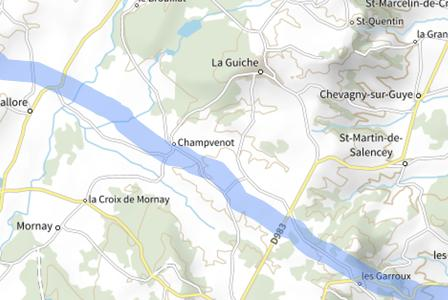 St-Marcelin-de-Cr
St-Quentin
la Gran
La Guiche
Chevagny-sur-Guye
allore
St-Martin-de-
Salencey
Champvenot
la Croix de Mornay
Mornay
D983
les
les Garroux